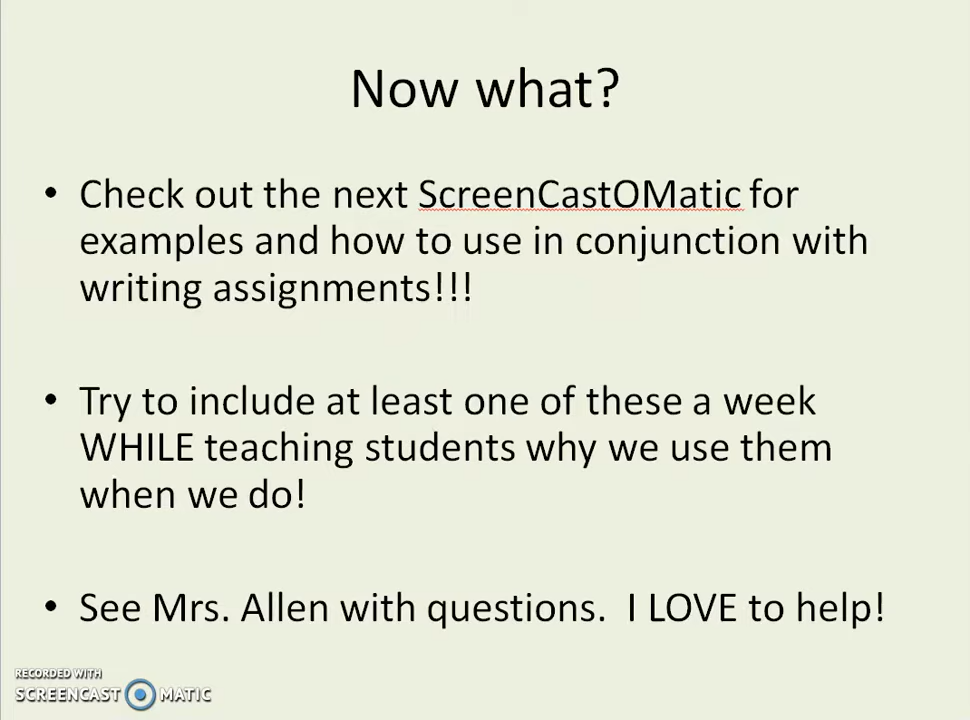 Now what?
• Check out the next ScreenCastOMatic for
examples and how to use in conjunction with
writing assignments!!!
• Try to include at least one of these a week
WHILE teaching students why we use them
when we do!
• See Mrs. Allen with questions.  I LOVE to help!
RECORDED WITH
SCREENCAST MATIC